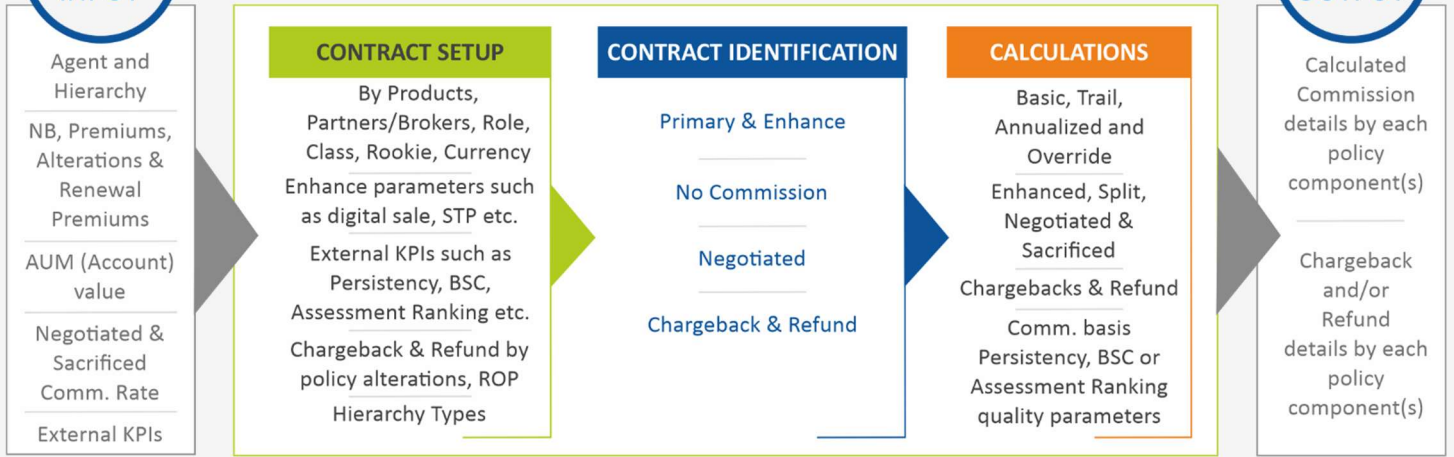 Agent and
Hierarchy
NB, Premiums,
Alterations &
Renewal
Premiums
AUM (Account)
value
Negotiated &
Sacrificed
Comm. Rate
External KPIs
CONTRACT SETUP
By Products,
Partners/Brokers, Role,
Class, Rookie, Currency
Enhance parameters such
as digital sale, STP etc.
External KPIs such as
Persistency, BSC,
Assessment Ranking etc.
Chargeback & Refund by
policy alterations, ROP
Hierarchy Types
CONTRACT IDENTIFICATION
Primary & Enhance
No Commission
Negotiated
Chargeback & Refund
CALCULATIONS
Basic, Trail,
Annualized and
Override
Enhanced, Split,
Negotiated &
Sacrificed
Chargebacks & Refund
Comm. basis
Persistency, BSC or
Assessment Ranking
quality parameters
Calculated
Commission
details by each
policy
component(s)
Chargeback
and/or
Refund
details by each
policy
component(s)